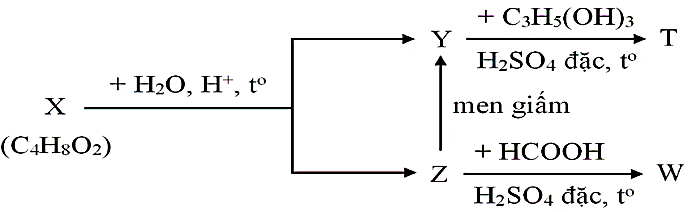 + C₃H₅(OH)₃
Y
T
H₂SO₄ đặc, tº
+ H₂O, H⁺, tº
X
men giấm
(C₄H₈O₂)
+ HCOOH
Z
W
H₂SO₄ đặc, tº